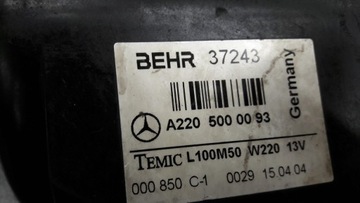 BEHR 37243
A220 500 00 93
Germany
TEMIC L100M50 W220 13V
000 850 C-1 0029 15.04.04